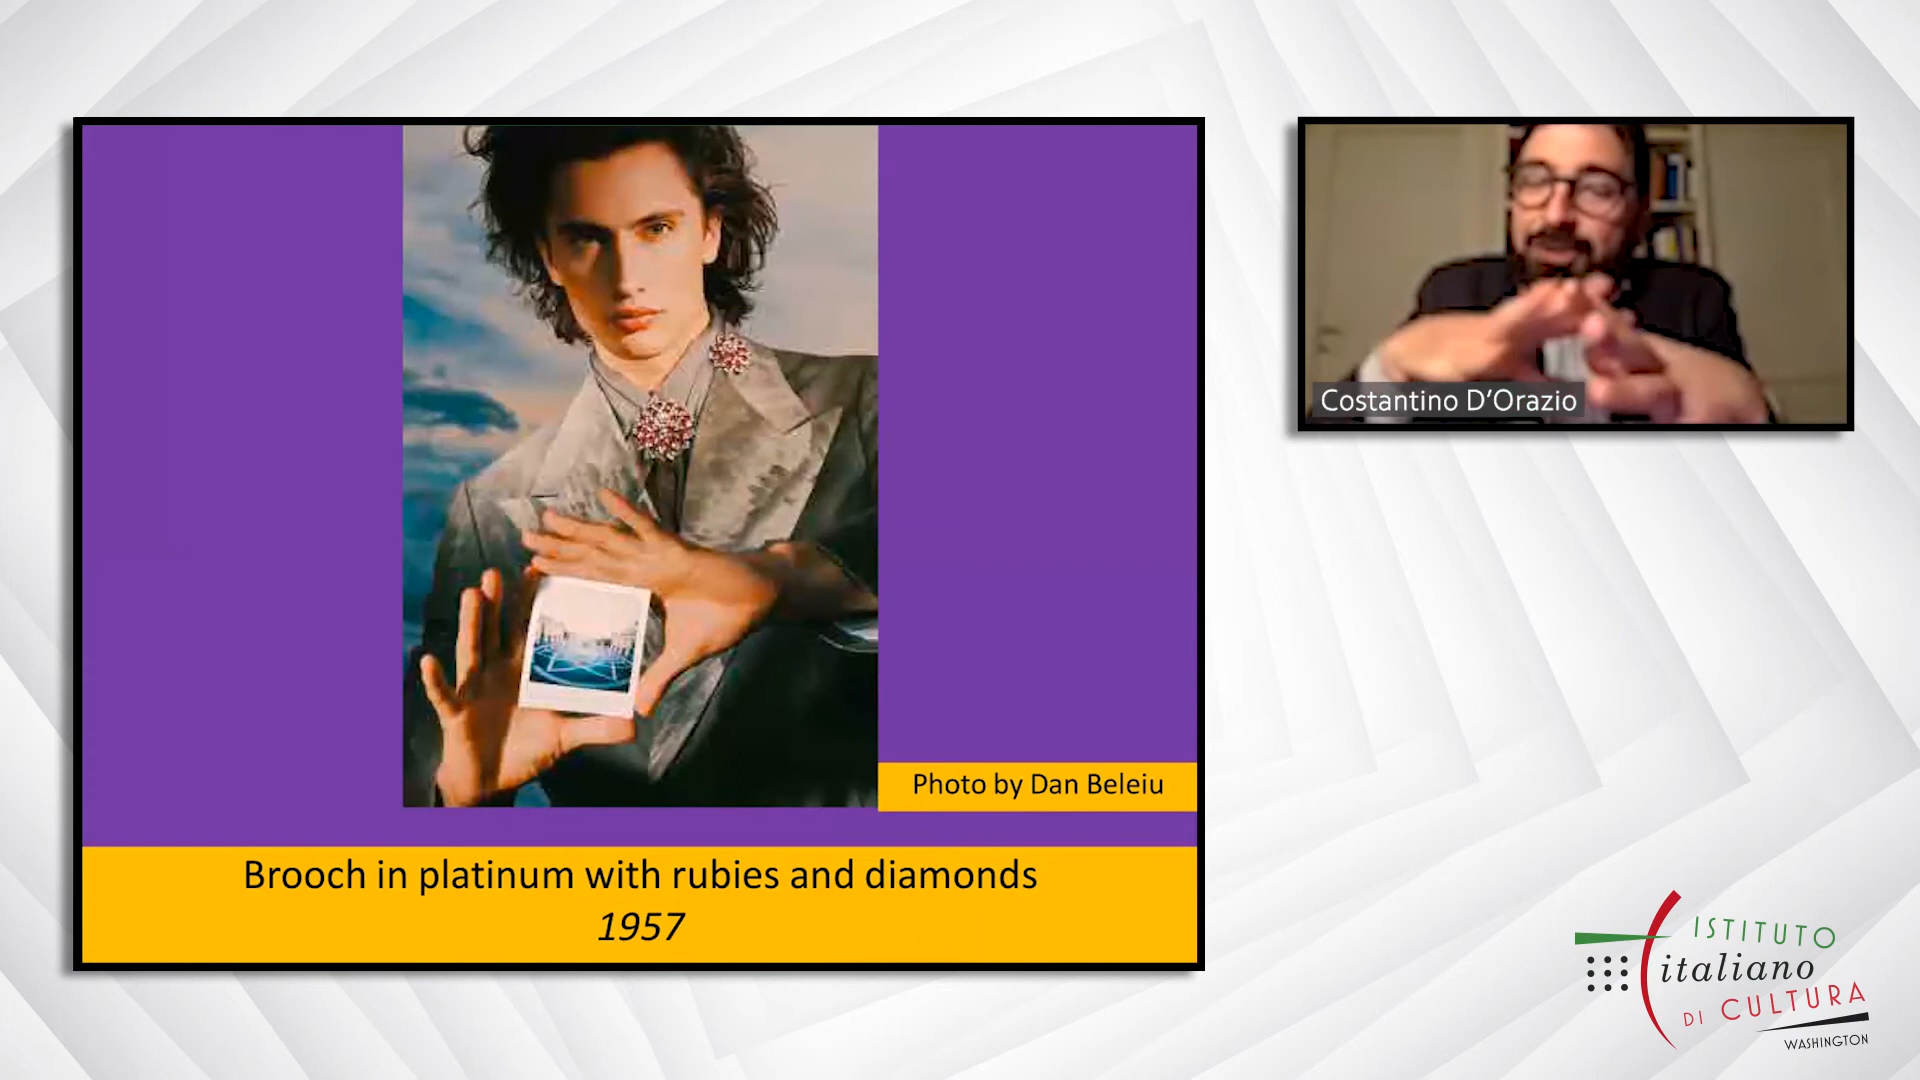 Photo by Dan Beleiu
Brooch in platinum with rubies and diamonds
1957
Costantino D'Orazio
ISTITUTO
italiano
DI CULTURA
WASHINGTON